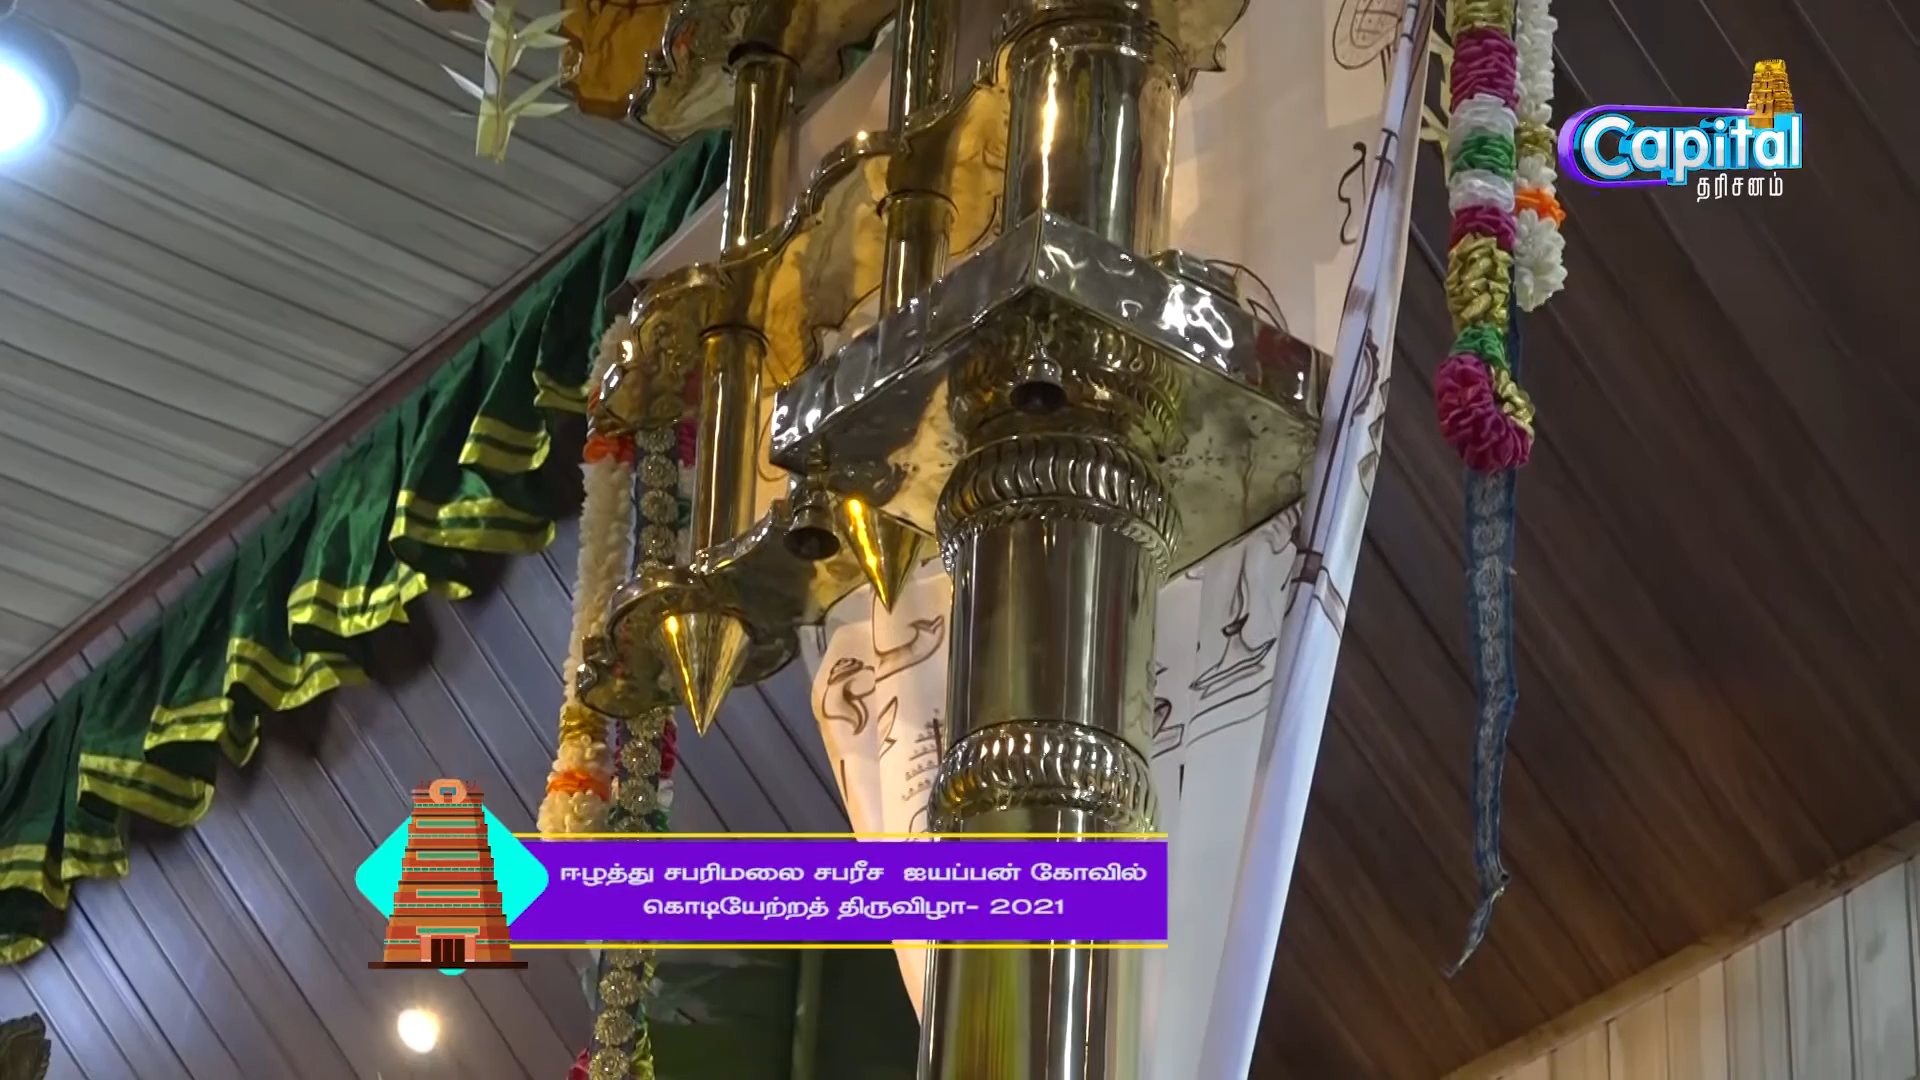 Capital
தரிசனம்
ஈழத்து சபரிமலை சபரீச ஐயப்பன் கோவில்
கொடியேற்றத் திருவிழா- 2021